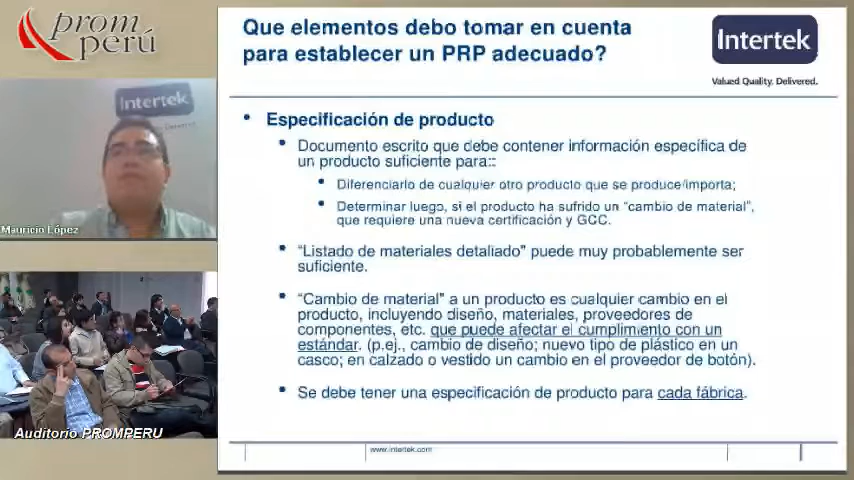 prom
perú
Intertek
Mauricio López
Auditorio PROMPERU
Que elementos debo tomar en cuenta
para establecer un PRP adecuado?
Intertek
Valued Quality. Delivered.
• Especificación de producto
• Documento escrito que debe contener información específica de
un producto suficiente para::
• Diferenciarlo de cualquier otro producto que se produce/importa;
• Determinar luego, si el producto ha sufrido un “cambio de material”,
que requiere una nueva certificación y GCC.
• “Listado de materiales detallado” puede muy probablemente ser
suficiente.
• “Cambio de material” a un producto es cualquier cambio en el
producto, incluyendo diseño, materiales, proveedores de
componentes, etc. que puede afectar el cumplimiento con un
estándar. (p.ej., cambio de diseño; nuevo tipo de plástico en un
casco; en calzado o vestido un cambio en el proveedor de botón).
• Se debe tener una especificación de producto para cada fábrica.
www.intertek.com